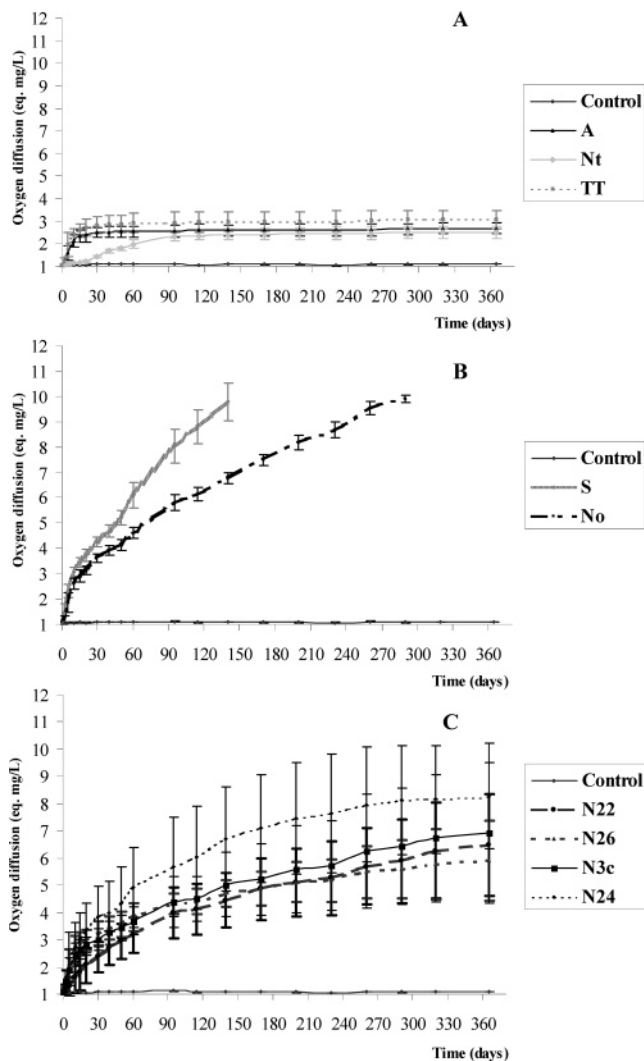 A
Oxygen diffusion (eq. mg/L)
12
11
10
9
8
7
6
5
4
3
2
1
0 30 60 90 120 150 180 210 240 270 300 330 360
Time (days)
Control
A
Nt
TT
B
Oxygen diffusion (eq. mg/L)
12
11
10
9
8
7
6
5
4
3
2
1
0 30 60 90 120 150 180 210 240 270 300 330 360
Time (days)
Control
S
No
C
Oxygen diffusion (eq. mg/L)
12
11
10
9
8
7
6
5
4
3
2
1
0 30 60 90 120 150 180 210 240 270 300 330 360
Time (days)
Control
N22
N26
N3c
N24